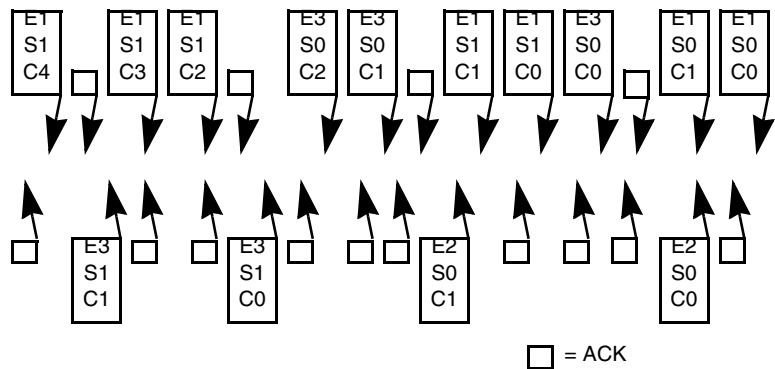 E1 E1 E1 E3 E3 E1 E1 E3 E1 E1
S1 S1 S1 S0 S0 S1 S1 S0 S0 S0
C4 C3 C2 C2 C1 C1 C0 C0 C1 C0
E3 E3 E2 E2
S1 S1 S0 S0
C1 C0 C1 C0
= ACK